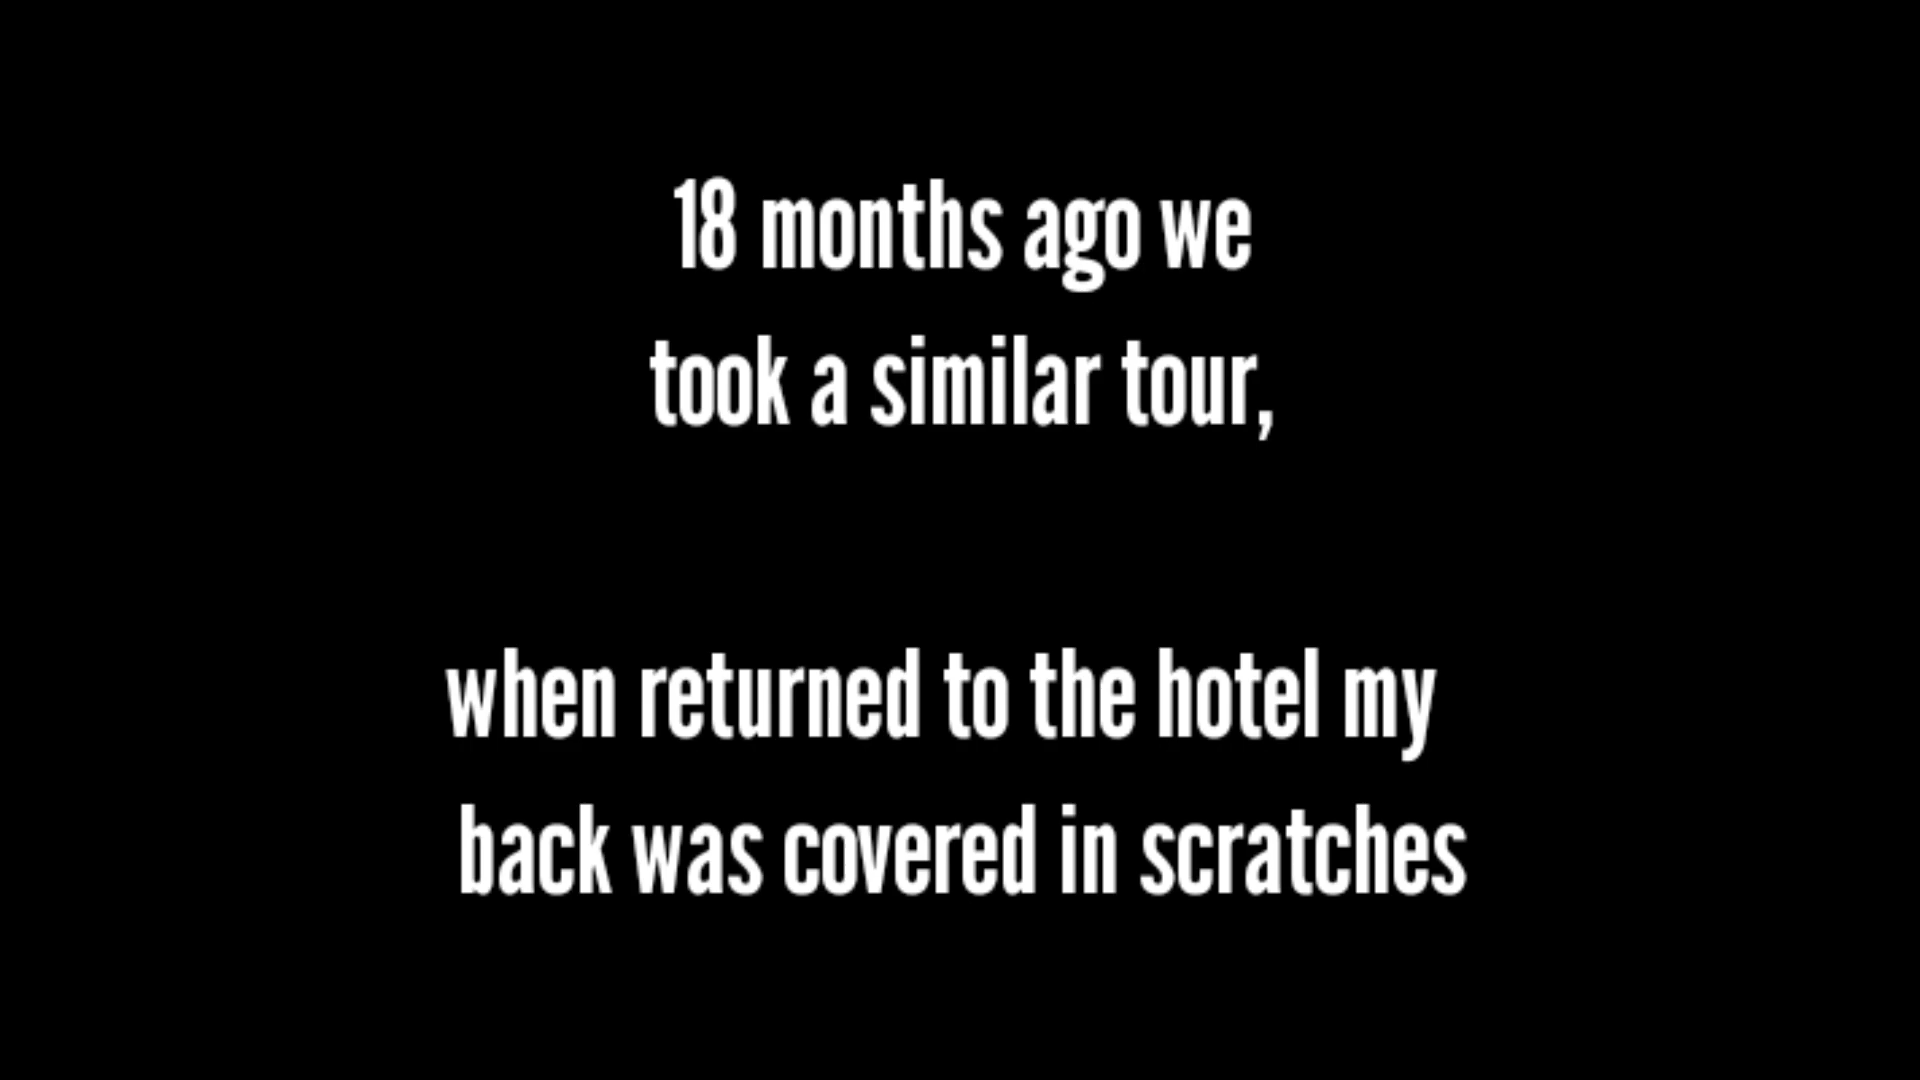 18 months ago we
took a similar tour,
when returned to the hotel my
back was covered in scratches